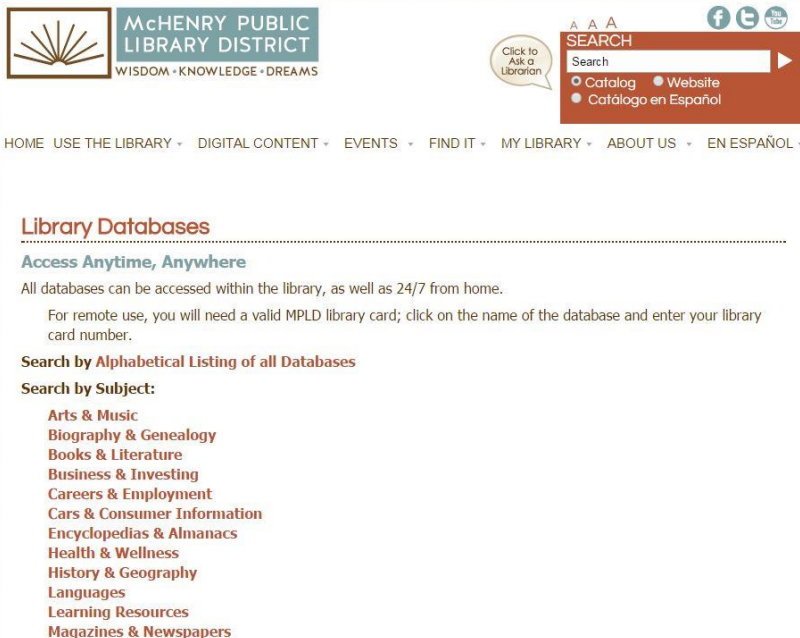 McHENRY PUBLIC
LIBRARY DISTRICT
WISDOM • KNOWLEDGE • DREAMS
Click to
Ask a
Librarian
A A A
f t You Tube
SEARCH
Search
Catalog Website
Catálogo en Español
HOME USE THE LIBRARY DIGITAL CONTENT EVENTS FIND IT MY LIBRARY ABOUT US EN ESPAÑOL
Library Databases
Access Anytime, Anywhere
All databases can be accessed within the library, as well as 24/7 from home.
For remote use, you will need a valid MPLD library card; click on the name of the database and enter your library
card number.
Search by Alphabetical Listing of all Databases
Search by Subject:
Arts & Music
Biography & Genealogy
Books & Literature
Business & Investing
Careers & Employment
Cars & Consumer Information
Encyclopedias & Almanacs
Health & Wellness
History & Geography
Languages
Learning Resources
Magazines & Newspapers